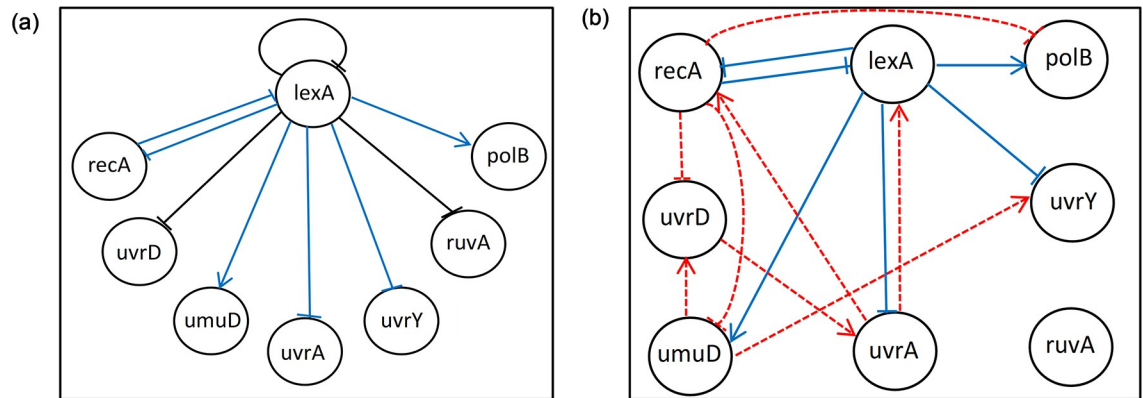 (a)
lexA
recA
polB
uvrD
ruvA
umuD
uvrY
uvrA
(b)
recA
lexA
polB
uvrD
uvrY
umuD
uvrA
ruvA